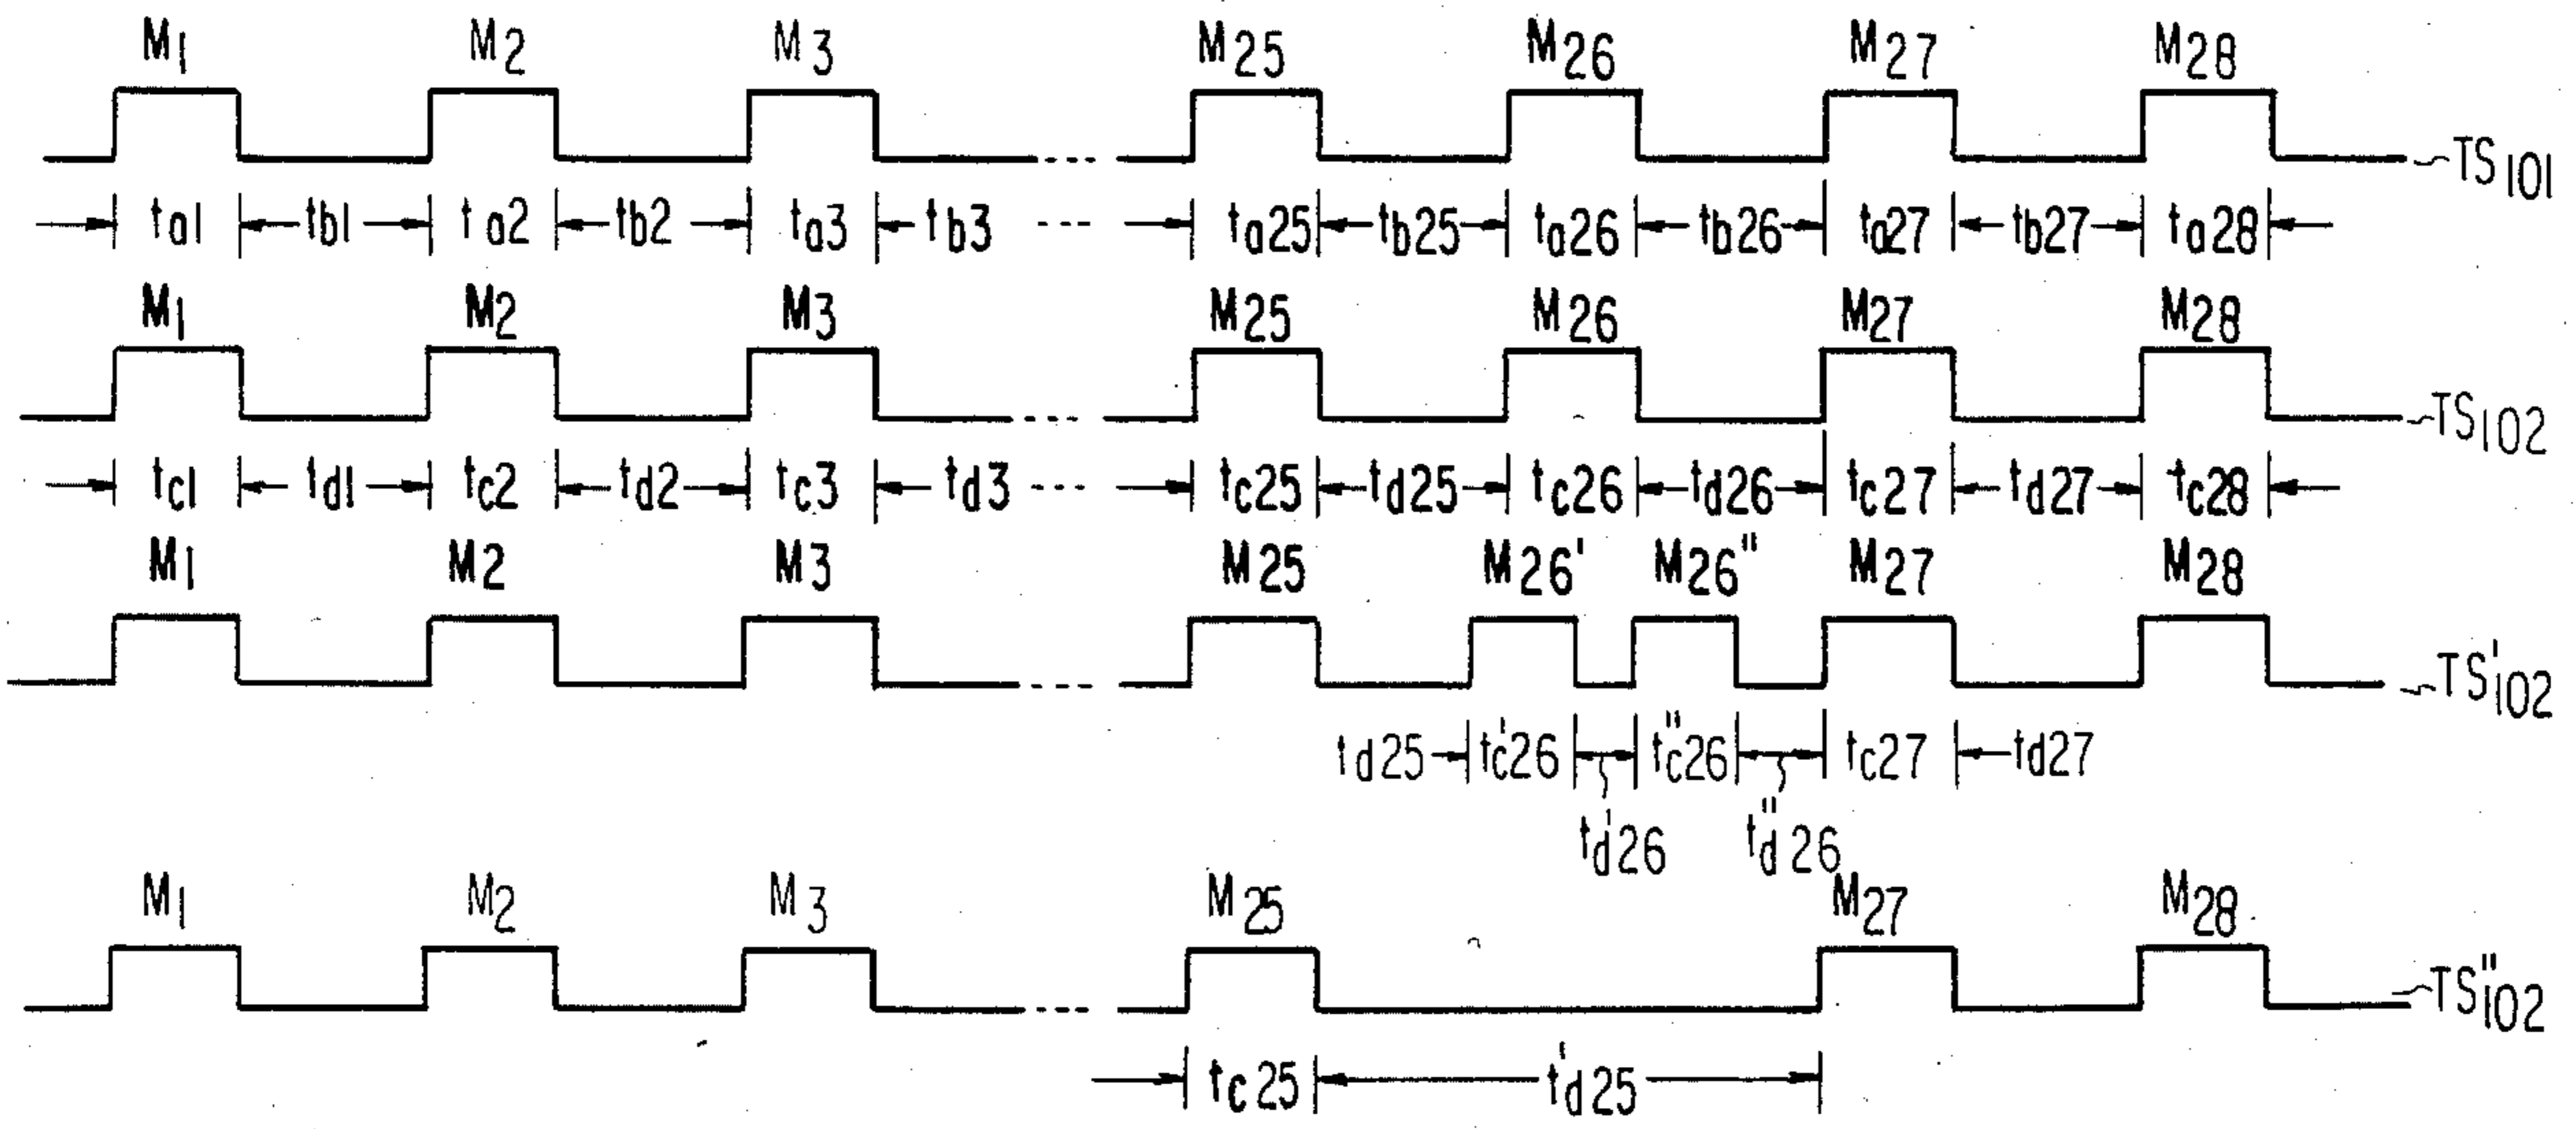 M1 M2 M3 M25 M26 M27 M28
TS101
ta1 tb1 ta2 tb2 ta3 tb3 ta25 tb25 ta26 tb26 ta27 tb27 ta28
M1 M2 M3 M25 M26 M27 M28
TS102
tc1 td1 tc2 td2 tc3 td3 tc25 td25 tc26 td26 tc27 td27 tc28
M1 M2 M3 M25 M26' M26" M27 M28
TS'102
td25 t'c26 t"c26 tc27 td27
t'd26 t"d26
M1 M2 M3 M25 M27 M28
TS"102
tc25 t'd25